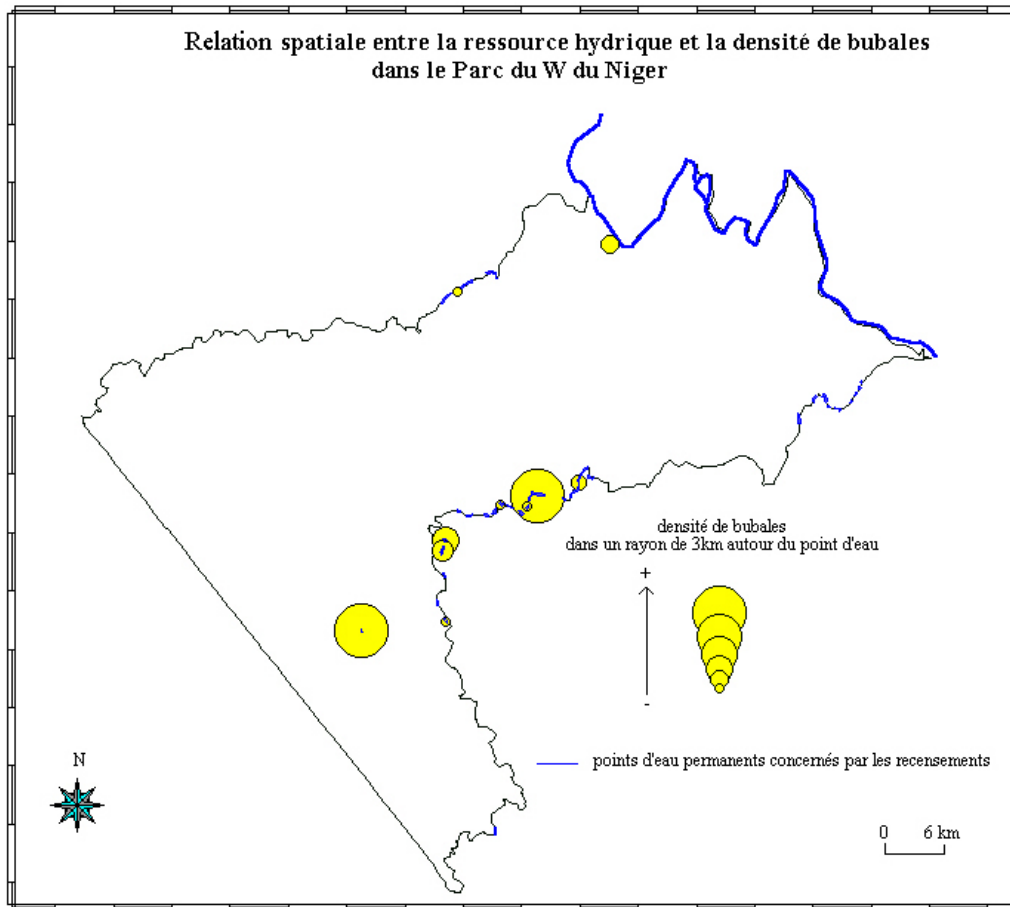 Relation spatiale entre la ressource hydrique et la densité de bubales
dans le Parc du W du Niger
densité de bubales
dans un rayon de 3km autour du point d'eau
+
-
points d'eau permanents concernés par les recensements
N
0 6 km